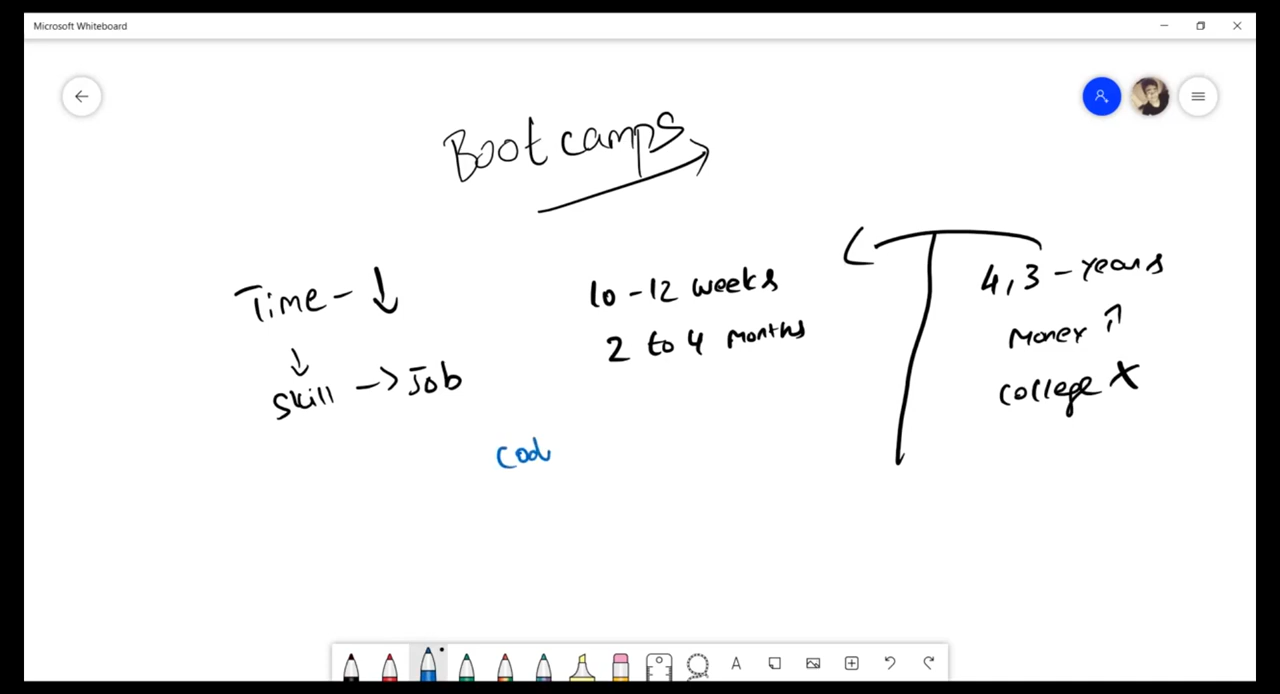 Microsoft Whiteboard
Boot camps
Time - ↓
↓
Skill -> Job
10 - 12 weeks
2 to 4 months
4, 3 - years
Money ↑
College X
Cod
A